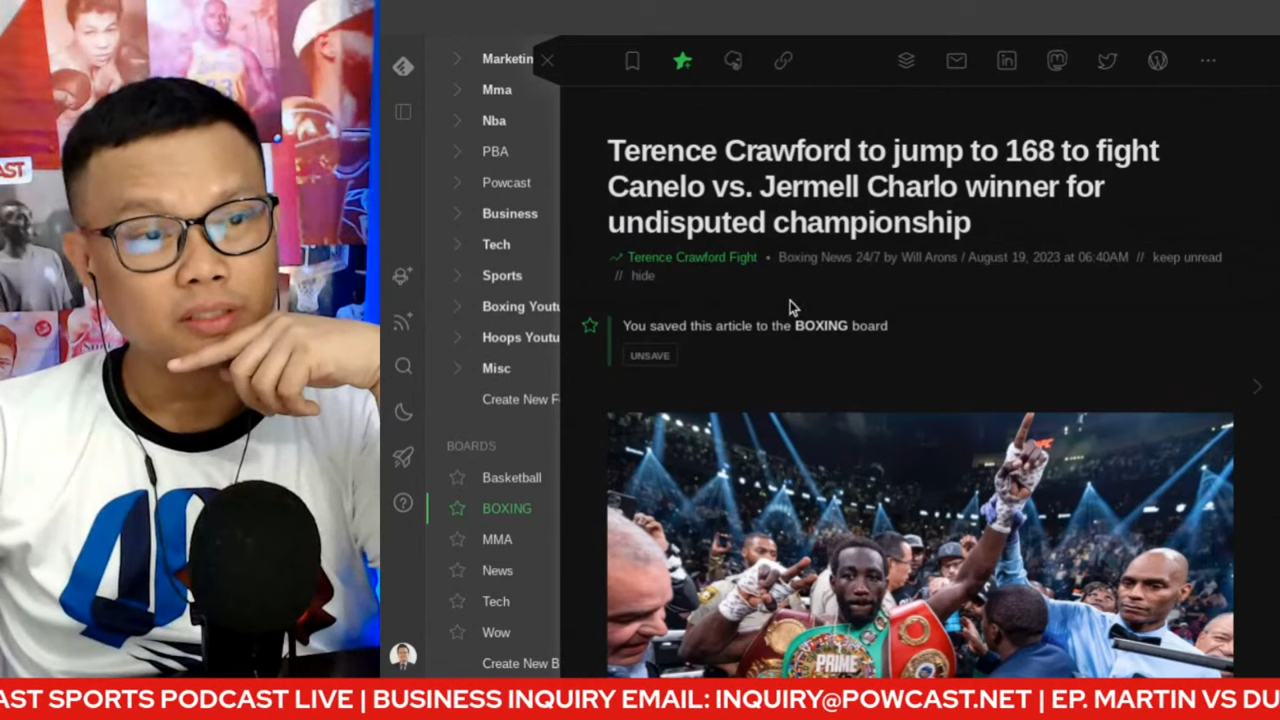 AST
Marketin
Mma
Nba
PBA
Powcast
Business
Tech
Sports
Boxing Youtu
Hoops Youtu
Misc
Create New F
BOARDS
Basketball
BOXING
MMA
News
Tech
Wow
Create New B
Terence Crawford to jump to 168 to fight
Canelo vs. Jermell Charlo winner for
undisputed championship
Terence Crawford Fight • Boxing News 24/7 by Will Arons / August 19, 2023 at 06:40AM // keep unread
// hide
You saved this article to the BOXING board
UNSAVE
PRIME
AST SPORTS PODCAST LIVE | BUSINESS INQUIRY EMAIL: INQUIRY@POWCAST.NET | EP. MARTIN VS DU